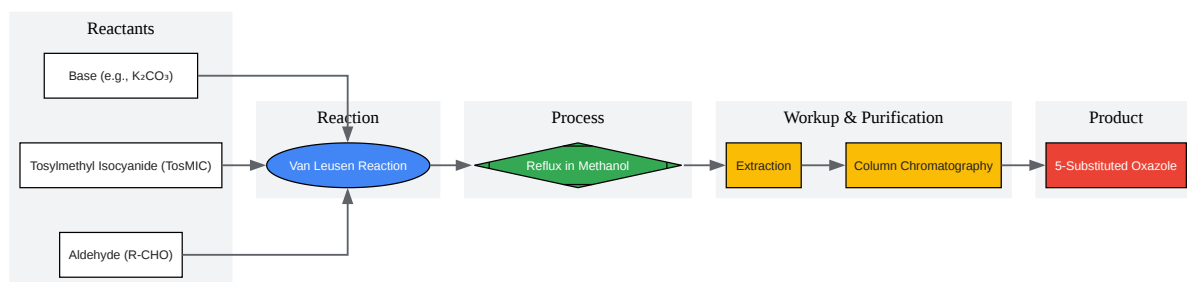 Reactants
Base (e.g., K₂CO₃)
Tosylmethyl Isocyanide (TosMIC)
Aldehyde (R-CHO)
Reaction
Van Leusen Reaction
Process
Reflux in Methanol
Workup & Purification
Extraction
Column Chromatography
Product
5-Substituted Oxazole